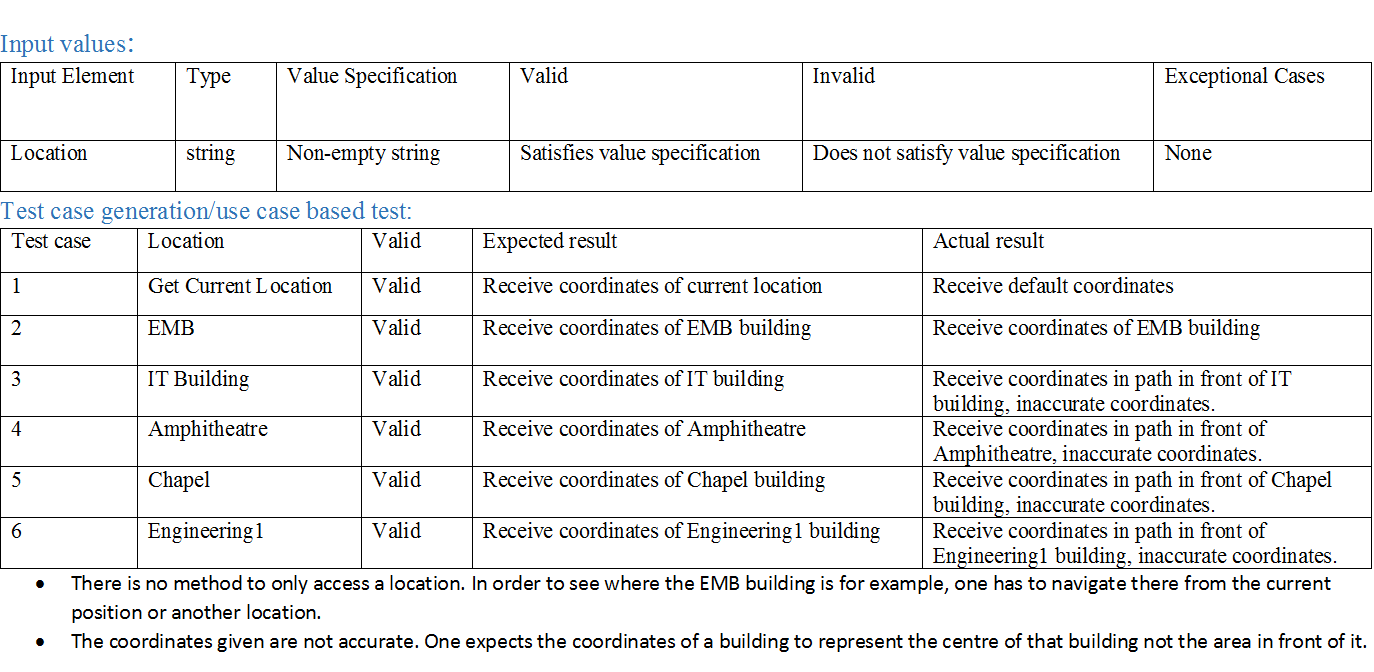 Input values:
Input Element Type Value Specification Valid Invalid Exceptional Cases
Location string Non-empty string Satisfies value specification Does not satisfy value specification None
Test case generation/use case based test:
Test case Location Valid Expected result Actual result
1 Get Current Location Valid Receive coordinates of current location Receive default coordinates
2 EMB Valid Receive coordinates of EMB building Receive coordinates of EMB building
3 IT Building Valid Receive coordinates of IT building Receive coordinates in path in front of IT
building, inaccurate coordinates.
4 Amphitheatre Valid Receive coordinates of Amphitheatre Receive coordinates in path in front of
Amphitheatre, inaccurate coordinates.
5 Chapel Valid Receive coordinates of Chapel building Receive coordinates in path in front of Chapel
building, inaccurate coordinates.
6 Engineering1 Valid Receive coordinates of Engineering1 building Receive coordinates in path in front of
Engineering1 building, inaccurate coordinates.
• There is no method to only access a location. In order to see where the EMB building is for example, one has to navigate there from the current
position or another location.
• The coordinates given are not accurate. One expects the coordinates of a building to represent the centre of that building not the area in front of it.